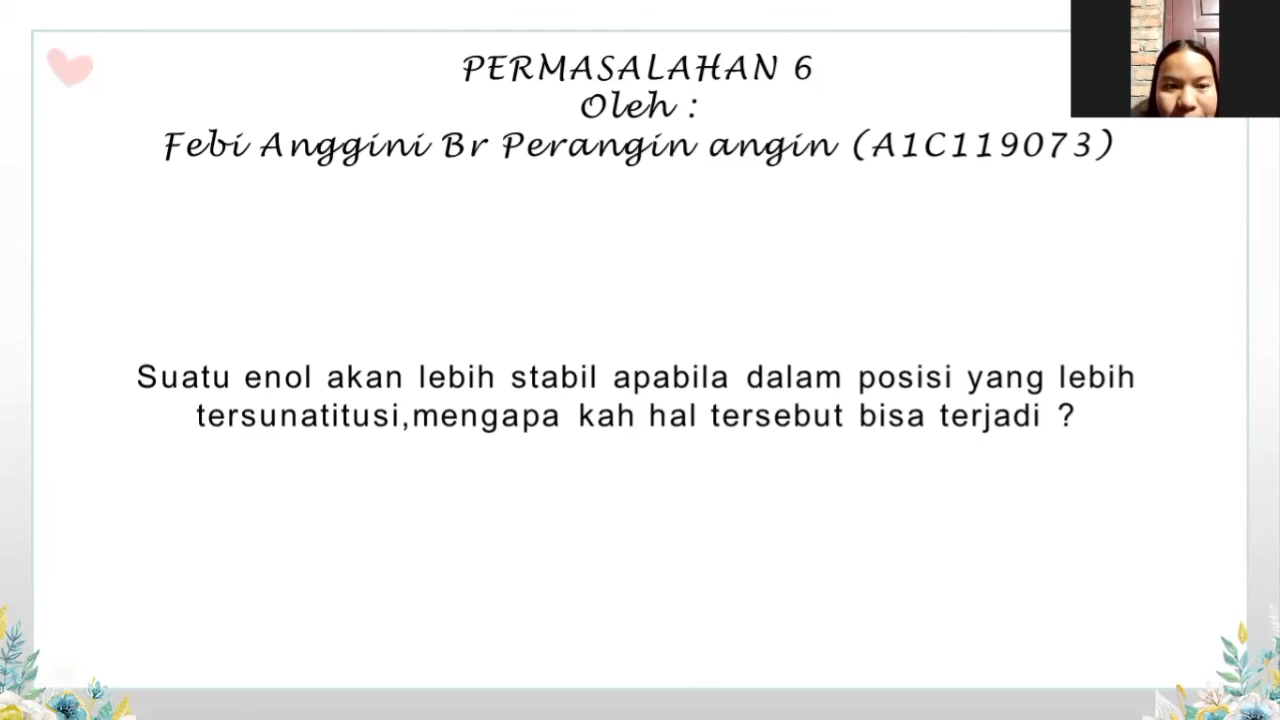 PERMASALAHAN 6
Oleh :
Febi Anggini Br Perangin angin (A1C119073)
Suatu enol akan lebih stabil apabila dalam posisi yang lebih
tersunatitusi,mengapa kah hal tersebut bisa terjadi ?